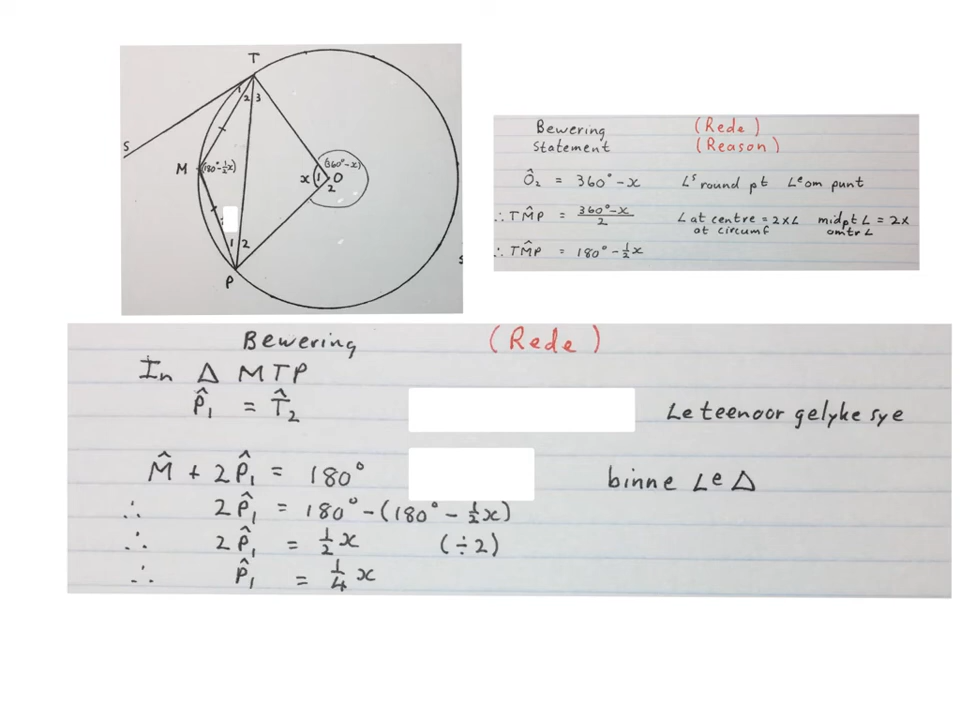 T
1
2 3
S
M (180°-½x)
(360°-x)
x 1 O
2
1 2
P
S
Bewering (Rede)
Statement (Reason)
Ô₂ = 360° - x ∠ˢ round pt ∠ᵉ om punt
∴ TM̂P = (360° - x)/2 ∠ at centre = 2x∠ at circumf midpt ∠ = 2x omtr ∠
∴ TM̂P = 180° - ½x
Bewering (Rede)
In Δ MTP
P̂₁ = T̂₂ ∠e teenoor gelyke sye
M̂ + 2P̂₁ = 180° binne ∠e Δ
∴ 2P̂₁ = 180° - (180° - ½x)
∴ 2P̂₁ = ½x (÷2)
∴ P̂₁ = ¼x